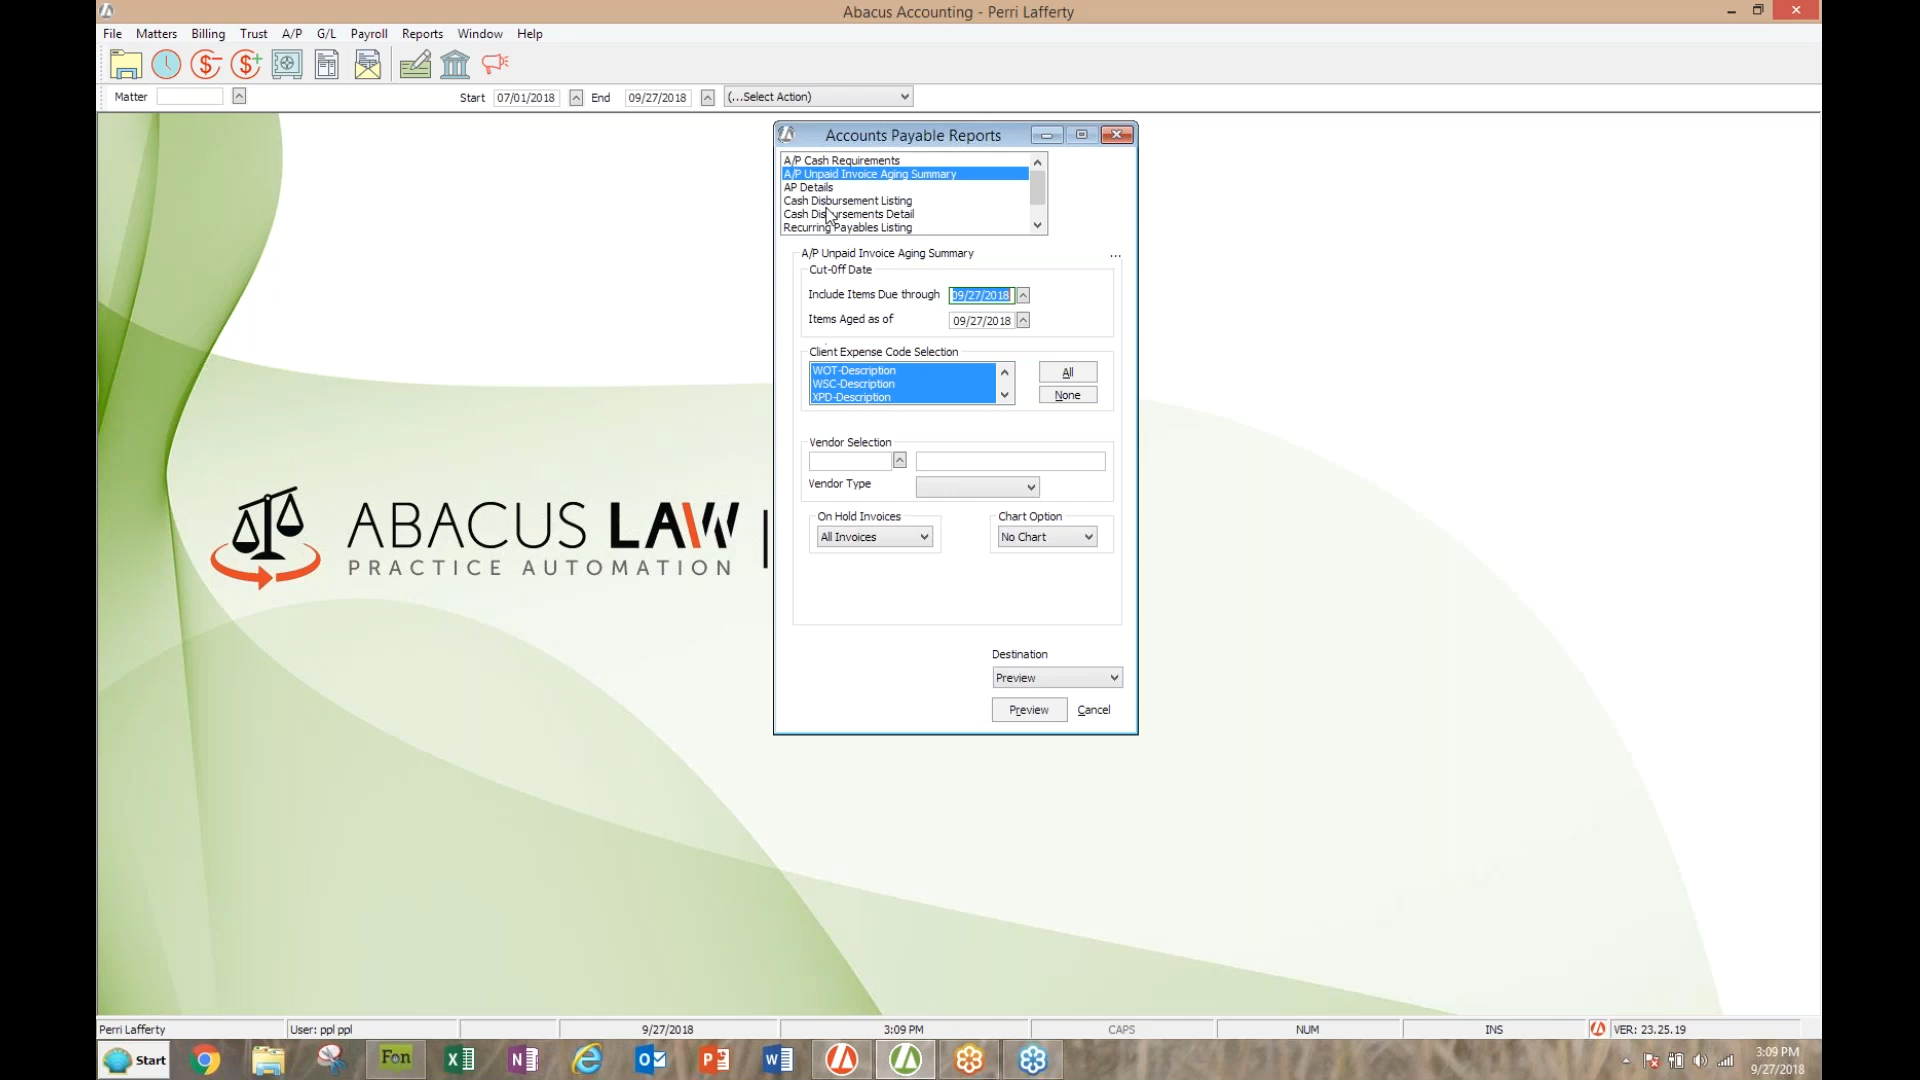 Abacus Accounting - Perri Lafferty
File Matters Billing Trust A/P G/L Payroll Reports Window Help
Matter Start 07/01/2018 End 09/27/2018 (...Select Action)
Accounts Payable Reports
A/P Cash Requirements
A/P Unpaid Invoice Aging Summary
AP Details
Cash Disbursement Listing
Cash Disbursements Detail
Recurring Payables Listing
A/P Unpaid Invoice Aging Summary ...
Cut-Off Date
Include Items Due through 09/27/2018
Items Aged as of 09/27/2018
Client Expense Code Selection
WOT-Description
WSC-Description
XPD-Description
All
None
Vendor Selection
Vendor Type
On Hold Invoices Chart Option
All Invoices No Chart
Destination
Preview
Preview Cancel
ABACUS LAW
PRACTICE AUTOMATION
Perri Lafferty User: ppl ppl 9/27/2018 3:09 PM CAPS NUM INS VER: 23.25.19
Start Fon
3:09 PM
9/27/2018